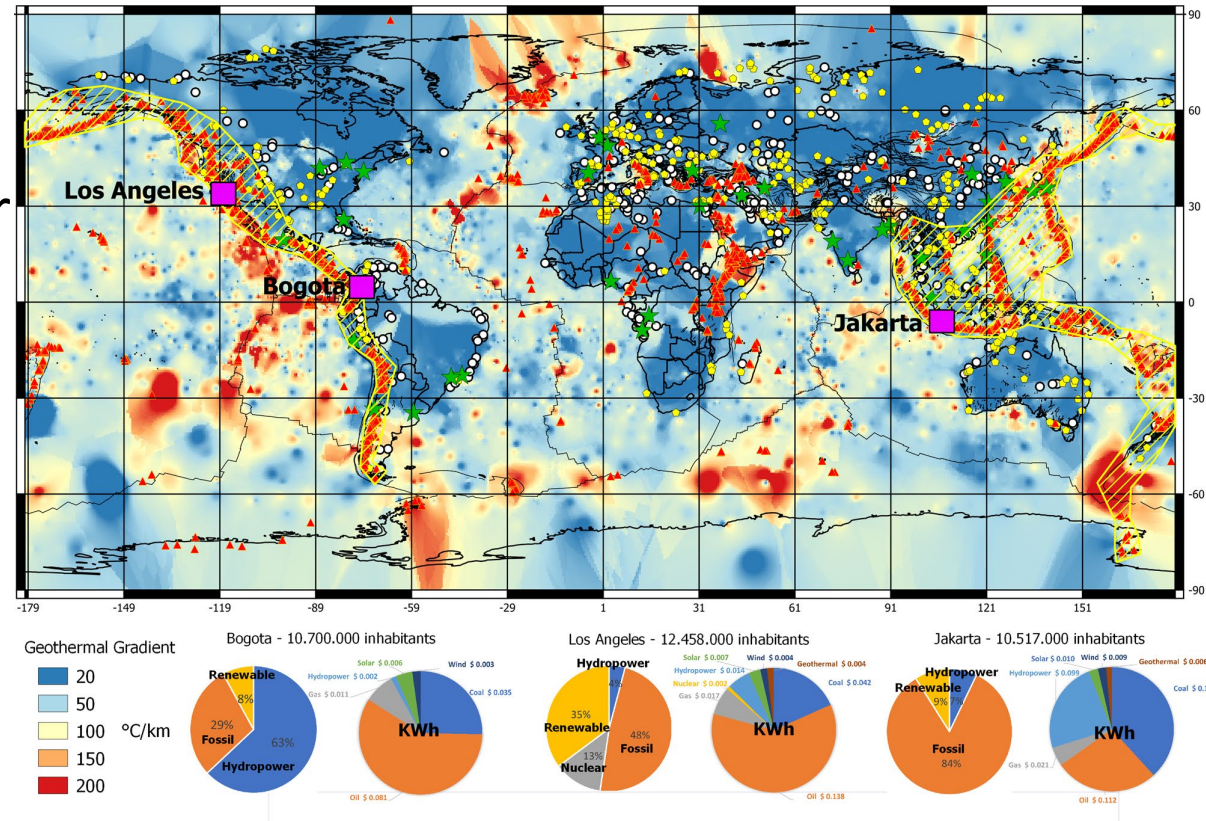 90
60
30
0
-30
-60
-90
Los Angeles
Bogota
Jakarta
-179 -149 -119 -89 -59 -29 1 31 61 91 121 151
Geothermal Gradient
20
50
100 °C/km
150
200
Bogota - 10.700.000 inhabitants
Renewable
8%
29%
Fossil
63%
Hydropower
Solar $ 0.006
Wind $ 0.003
Hydropower $ 0.002
Gas $ 0.011
Coal $ 0.035
KWh
Oil $ 0.081
Los Angeles - 12.458.000 inhabitants
Hydropower
4%
35%
Renewable
48%
Fossil
13%
Nuclear
Solar $ 0.007
Wind $ 0.004
Geothermal $ 0.004
Hydropower $ 0.014
Nuclear $ 0.002
Gas $ 0.017
Coal $ 0.042
KWh
Oil $ 0.138
Jakarta - 10.517.000 inhabitants
Hydropower
Renewable
9% 7%
Fossil
84%
Solar $ 0.010
Wind $ 0.009
Geothermal $ 0.006
Hydropower $ 0.099
Coal $ 0.1
KWh
Gas $ 0.021
Oil $ 0.112